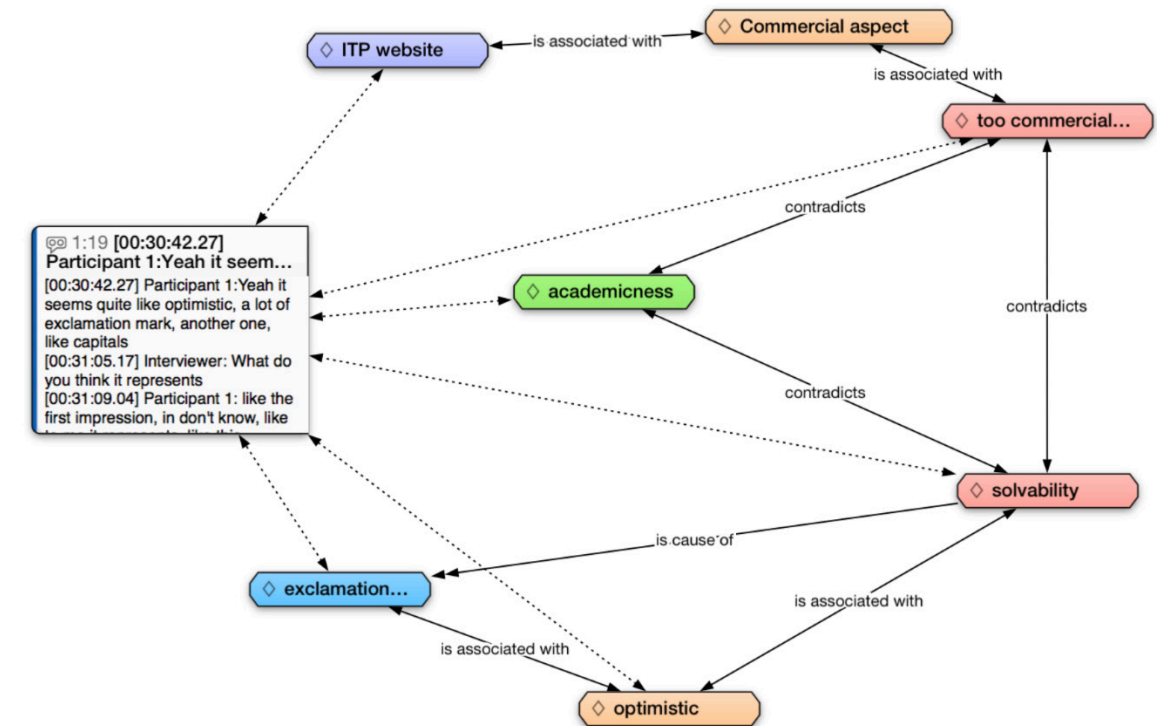 Commercial aspect
ITP website
is associated with
is associated with
too commercial...
contradicts
1:19 [00:30:42.27]
Participant 1:Yeah it seem...
[00:30:42.27] Participant 1:Yeah it
seems quite like optimistic, a lot of
exclamation mark, another one,
like capitals
[00:31:05.17] Interviewer: What do
you think it represents
[00:31:09.04] Participant 1: like the
first impression, in don't know, like
academicness
contradicts
contradicts
solvability
is cause of
exclamation...
is associated with
is associated with
optimistic